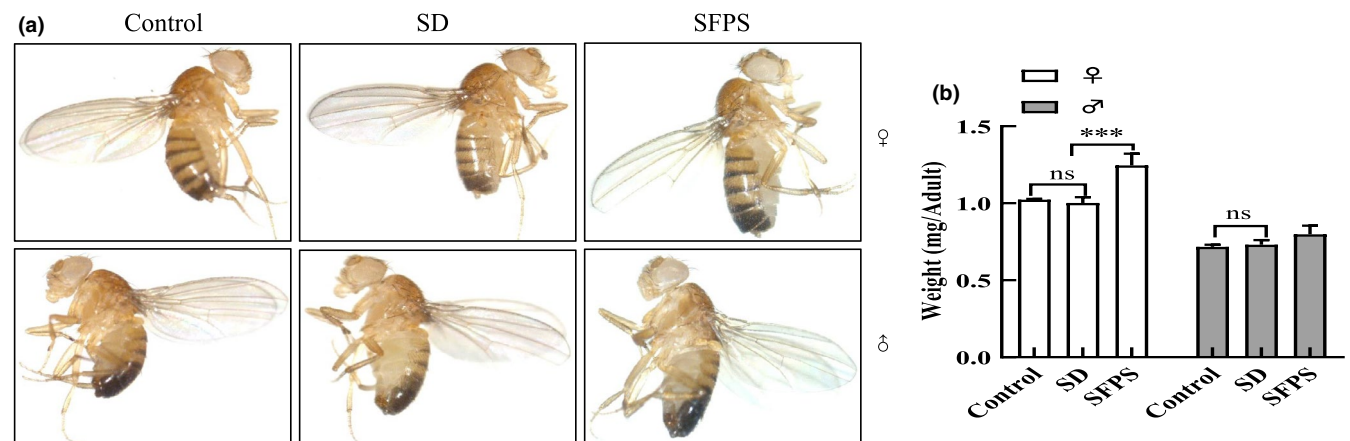 (a)
Control SD SFPS
♀
♂
(b)
♀
♂
Weight (mg/Adult)
1.5
1.0
0.5
0.0
ns
***
ns
Control SD SFPS Control SD SFPS